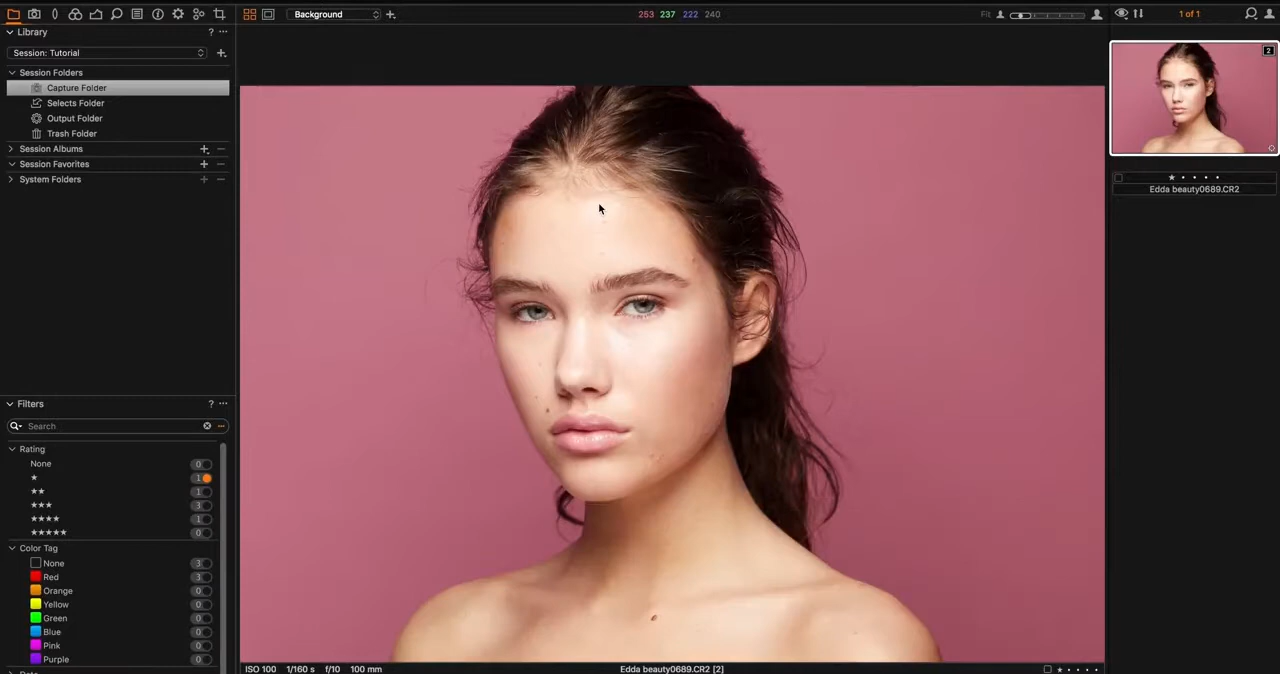 Background
253 237 222 240
Fit
1 of 1
Library
? ···
Session: Tutorial
Session Folders
Capture Folder
Selects Folder
Output Folder
Trash Folder
Session Albums
Session Favorites
System Folders
2
Edda beauty0689.CR2
Filters
? ···
Search
Rating
None 0
★ 1
★★ 1
★★★ 3
★★★★ 1
★★★★★ 0
Color Tag
None 3
Red 3
Orange 0
Yellow 0
Green 0
Blue 0
Pink 0
Purple 0
ISO 100 1/160 s f/10 100 mm
Edda beauty0689.CR2 [2]